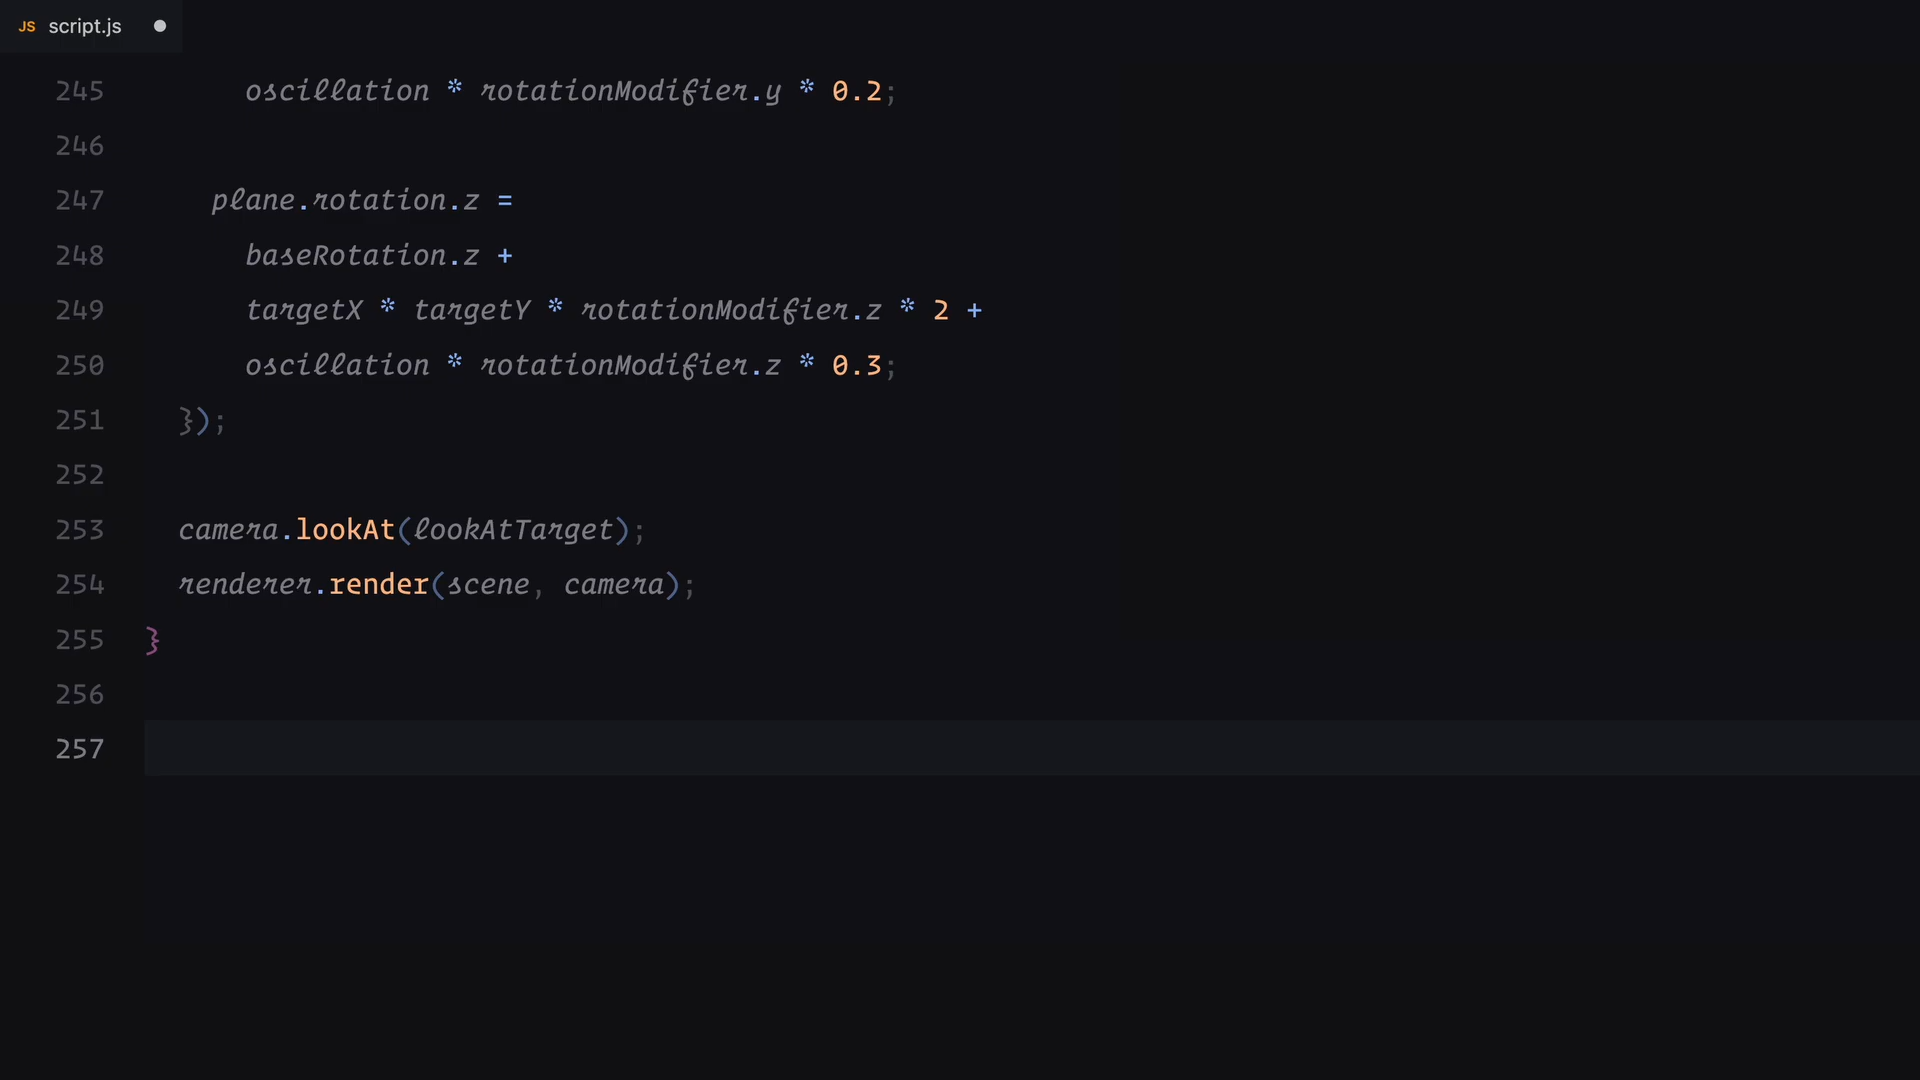 JS script.js
245 oscillation * rotationModifier.y * 0.2;
246
247 plane.rotation.z =
248 baseRotation.z +
249 targetX * targetY * rotationModifier.z * 2 +
250 oscillation * rotationModifier.z * 0.3;
251 });
252
253 camera.lookAt(lookAtTarget);
254 renderer.render(scene, camera);
255 }
256
257